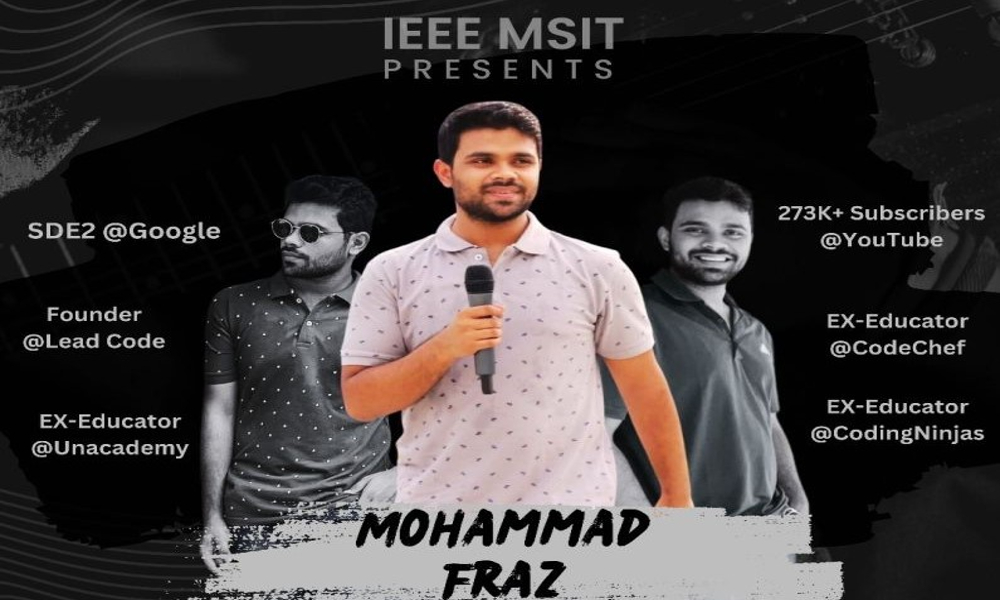 IEEE MSIT
PRESENTS
SDE2 @Google
Founder
@Lead Code
EX-Educator
@Unacademy
273K+ Subscribers
@YouTube
EX-Educator
@CodeChef
EX-Educator
@CodingNinjas
MOHAMMAD
FRAZ